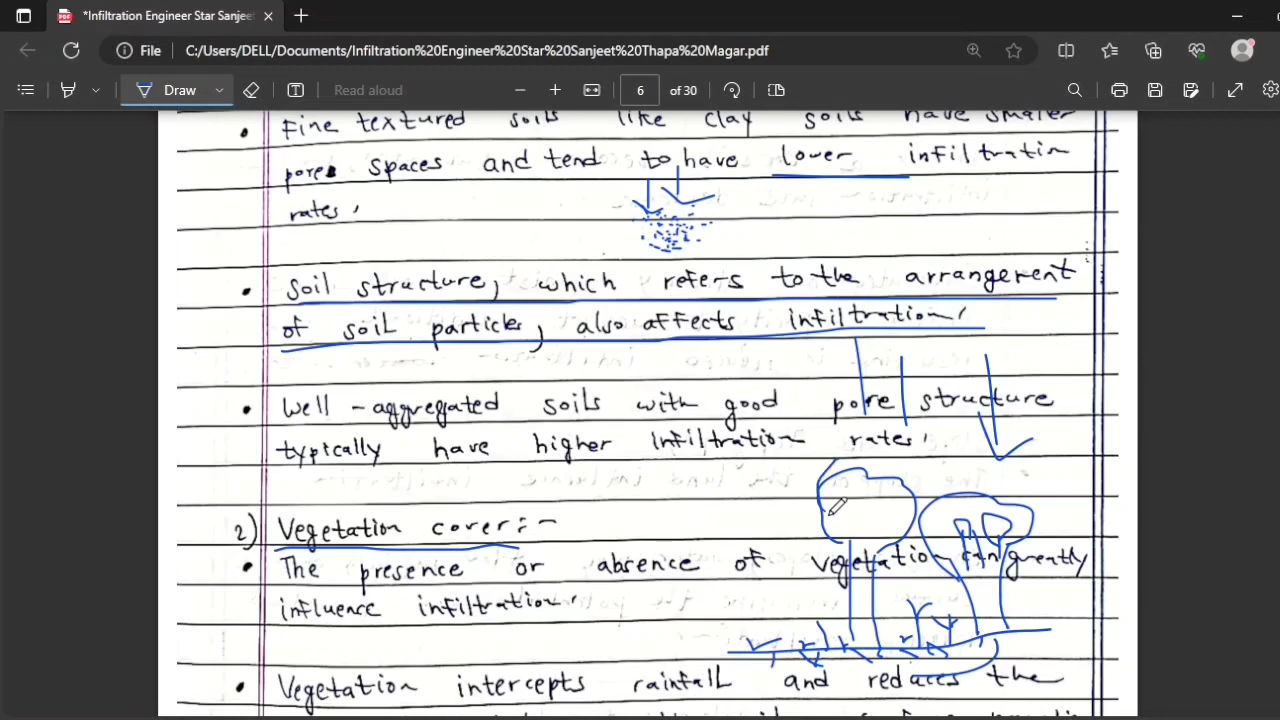 *Infiltration Engineer Star Sanjee
File C:/Users/DELL/Documents/Infiltration%20Engineer%20Star%20Sanjeet%20Thapa%20Magar.pdf
Draw Read aloud 6 of 30
• Fine textured soils like clay soils have smaller
pores spaces and tend to have lower infiltration
rates.
• Soil structure, which refers to the arrangement
of soil particles, also affects infiltration.
• Well-aggregated soils with good pore structure
typically have higher infiltration rates.
2) Vegetation cover:-
• The presence or absence of vegetation can greatly
influence infiltration.
• Vegetation intercepts rainfall and reduces the